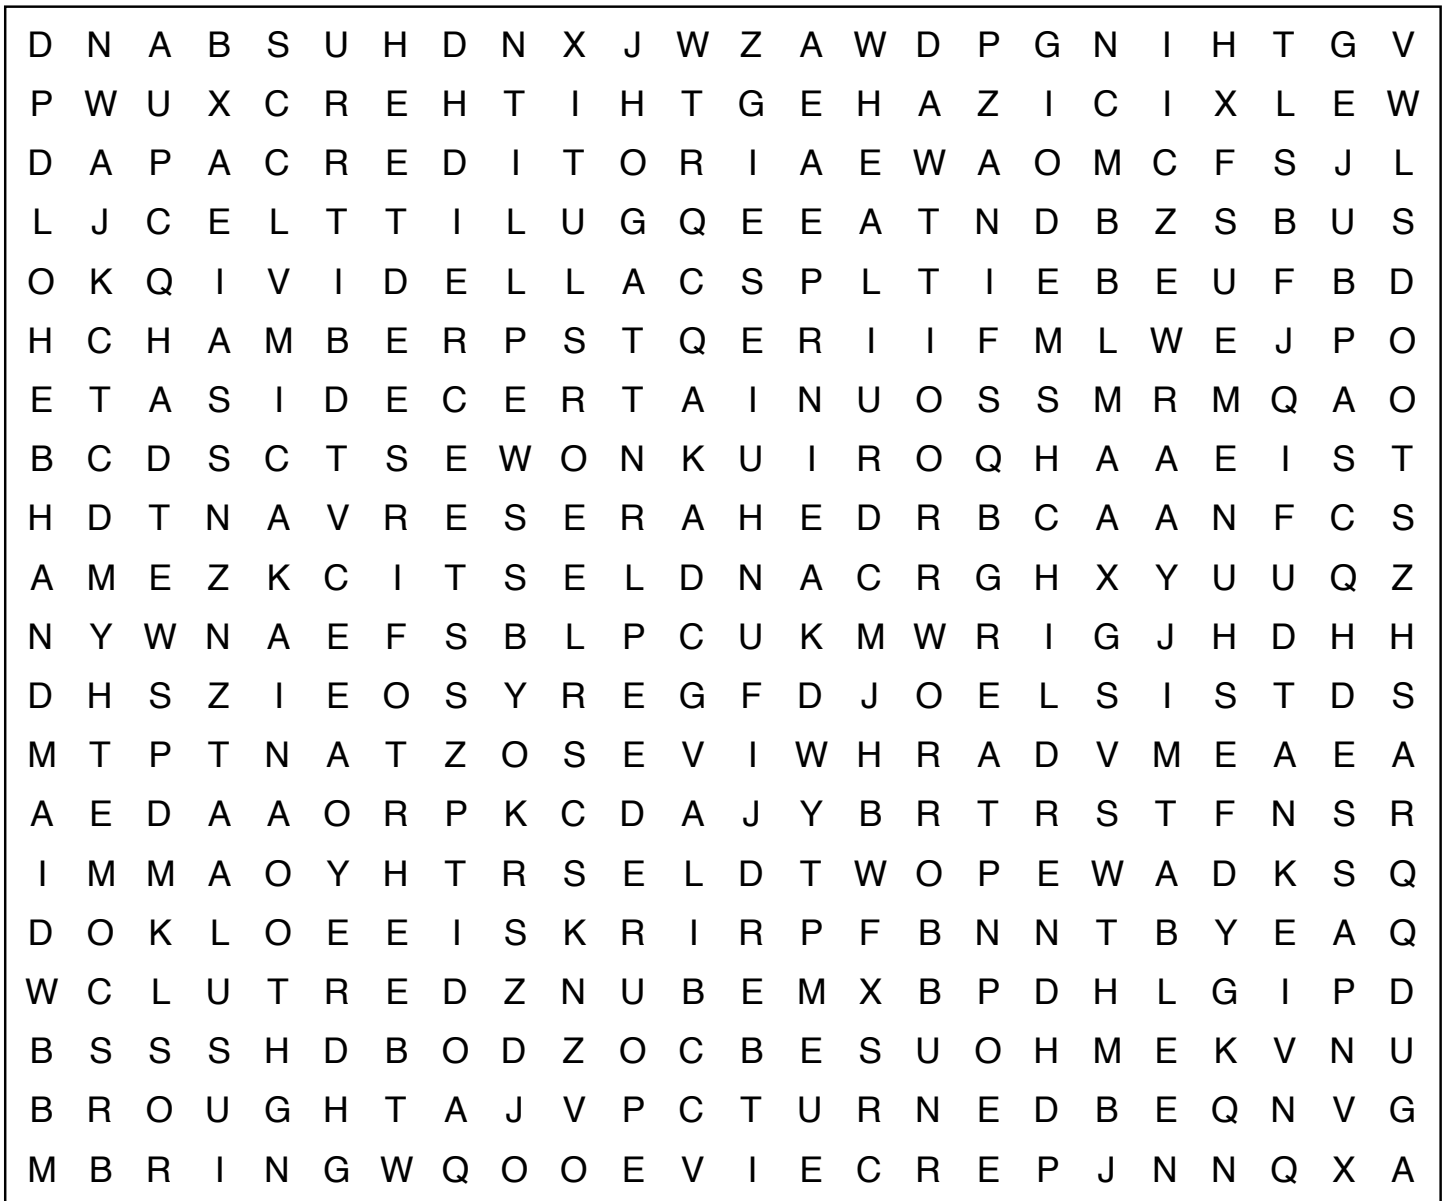 D N A B S U H D N X J W Z A W D P G N I H T G V
P W U X C R E H T I H T G E H A Z I C I X L E W
D A P A C R E D I T O R I A E W A O M C F S J L
L J C E L T T I L U G Q E E A T N D B Z S B U S
O K Q I V I D E L L A C S P L T I E B E U F B D
H C H A M B E R P S T Q E R I I F M L W E J P O
E T A S I D E C E R T A I N U O S S M R M Q A O
B C D S C T S E W O N K U I R O Q H A A E I S T
H D T N A V R E S E R A H E D R B C A A N F C S
A M E Z K C I T S E L D N A C R G H X Y U U Q Z
N Y W N A E F S B L P C U K M W R I G J H D H H
D H S Z I E O S Y R E G F D J O E L S I S T D S
M T P T N A T Z O S E V I W H R A D V M E A E A
A E D A A O R P K C D A J Y B R T R S T F N S R
I M M A O Y H T R S E L D T W O P E W A D K S Q
D O K L O E E I S K R I R P F B N N T B Y E A Q
W C L U T R E D Z N U B E M X B P D H L G I P D
B S S S H D B O D Z O C B E S U O H M E K V N U
B R O U G H T A J V P C T U R N E D B E Q N V G
M B R I N G W Q O O E V I E C R E P J N N Q X A